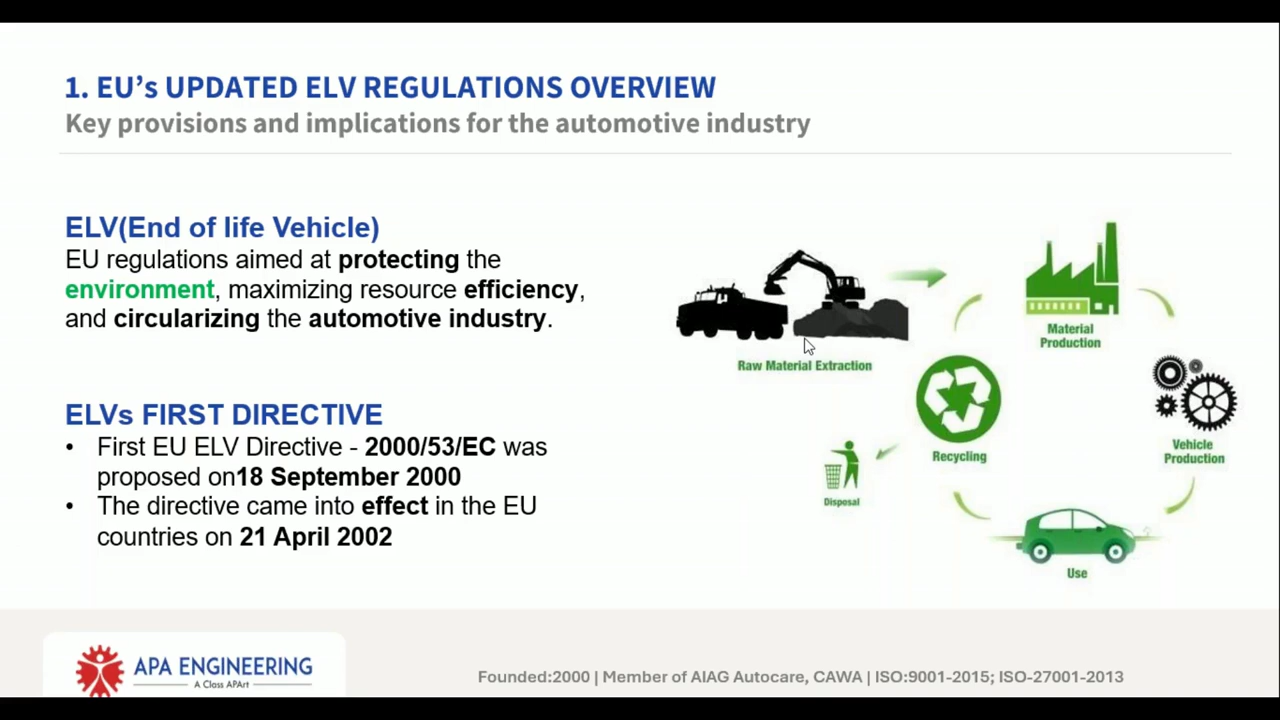 1. EU's UPDATED ELV REGULATIONS OVERVIEW
Key provisions and implications for the automotive industry
ELV(End of life Vehicle)
EU regulations aimed at protecting the
environment, maximizing resource efficiency,
and circularizing the automotive industry.
ELVs FIRST DIRECTIVE
• First EU ELV Directive - 2000/53/EC was
proposed on18 September 2000
• The directive came into effect in the EU
countries on 21 April 2002
Raw Material Extraction
Material
Production
Vehicle
Production
Recycling
Disposal
Use
APA ENGINEERING
A Class APArt
Founded:2000 | Member of AIAG Autocare, CAWA | ISO:9001-2015; ISO-27001-2013